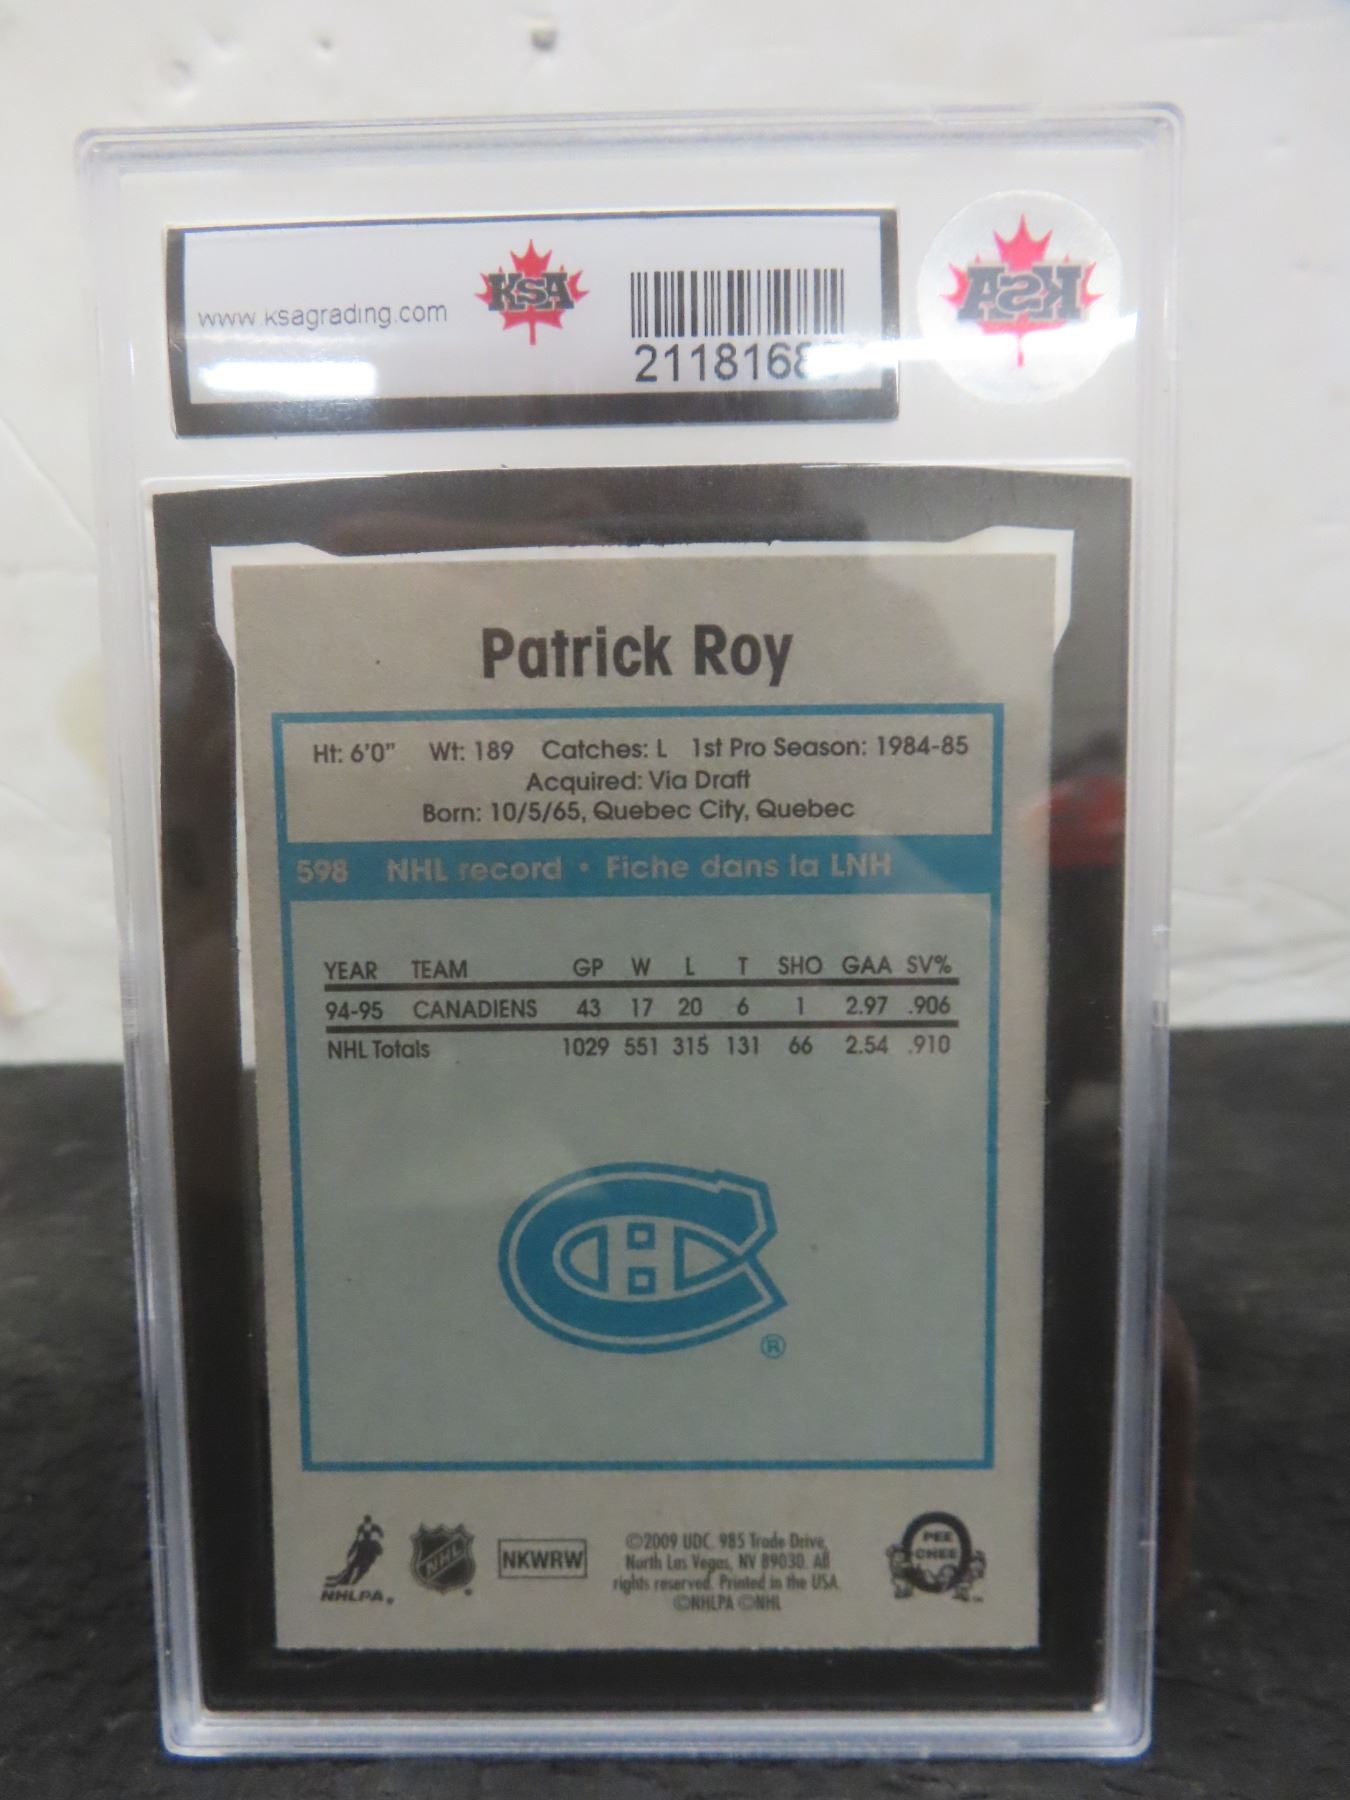 www.ksagrading.com
KSA
KSA
Patrick Roy
Ht: 6'0" Wt: 189 Catches: L 1st Pro Season: 1984-85
Acquired: Via Draft
Born: 10/5/65, Quebec City, Quebec
598 NHL record • Fiche dans la LNH
YEAR TEAM GP W L T SHO GAA SV%
94-95 CANADIENS 43 17 20 6 1 2.97 .906
NHL Totals 1029 551 315 131 66 2.54 .910
CH
®
NHLPA
NHL
NKWRW
©2009 UDC. 985 Trade Drive,
North Las Vegas, NV 89030. All
rights reserved. Printed in the USA.
©NHLPA ©NHL
O
PEE
CHEE